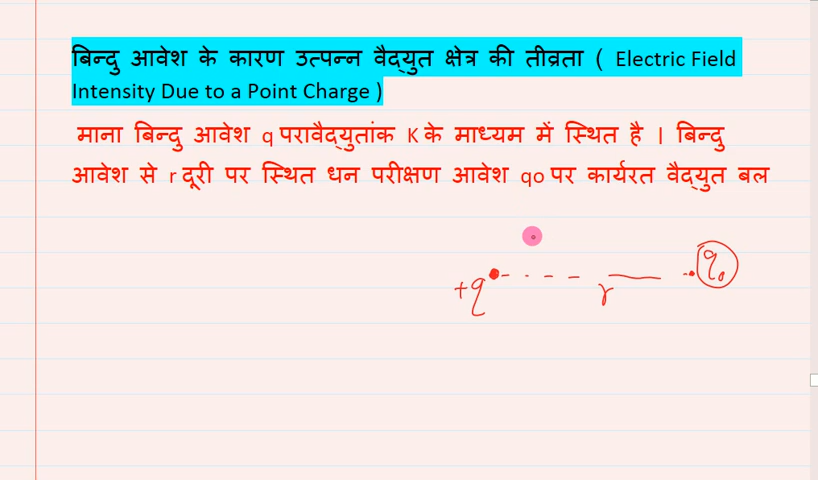 बिन्दु आवेश के कारण उत्पन्न वैद्युत क्षेत्र की तीव्रता ( Electric Field
Intensity Due to a Point Charge )
माना बिन्दु आवेश q परावैद्युतांक K के माध्यम में स्थित है । बिन्दु
आवेश से r दूरी पर स्थित धन परीक्षण आवेश qo पर कार्यरत वैद्युत बल
+q r q₀